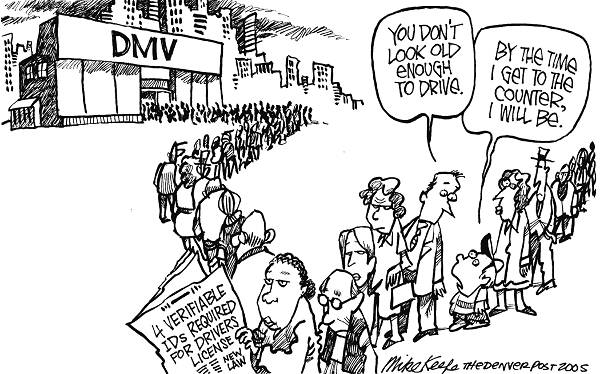 DMV
YOU DON'T
LOOK OLD
ENOUGH
TO DRIVE.
BY THE TIME
I GET TO THE
COUNTER,
I WILL BE.
4 VERIFIABLE
IDs REQUIRED
FOR DRIVERS
LICENSE
NEW
LAW
Mike Keefe THE DENVER POST 2005